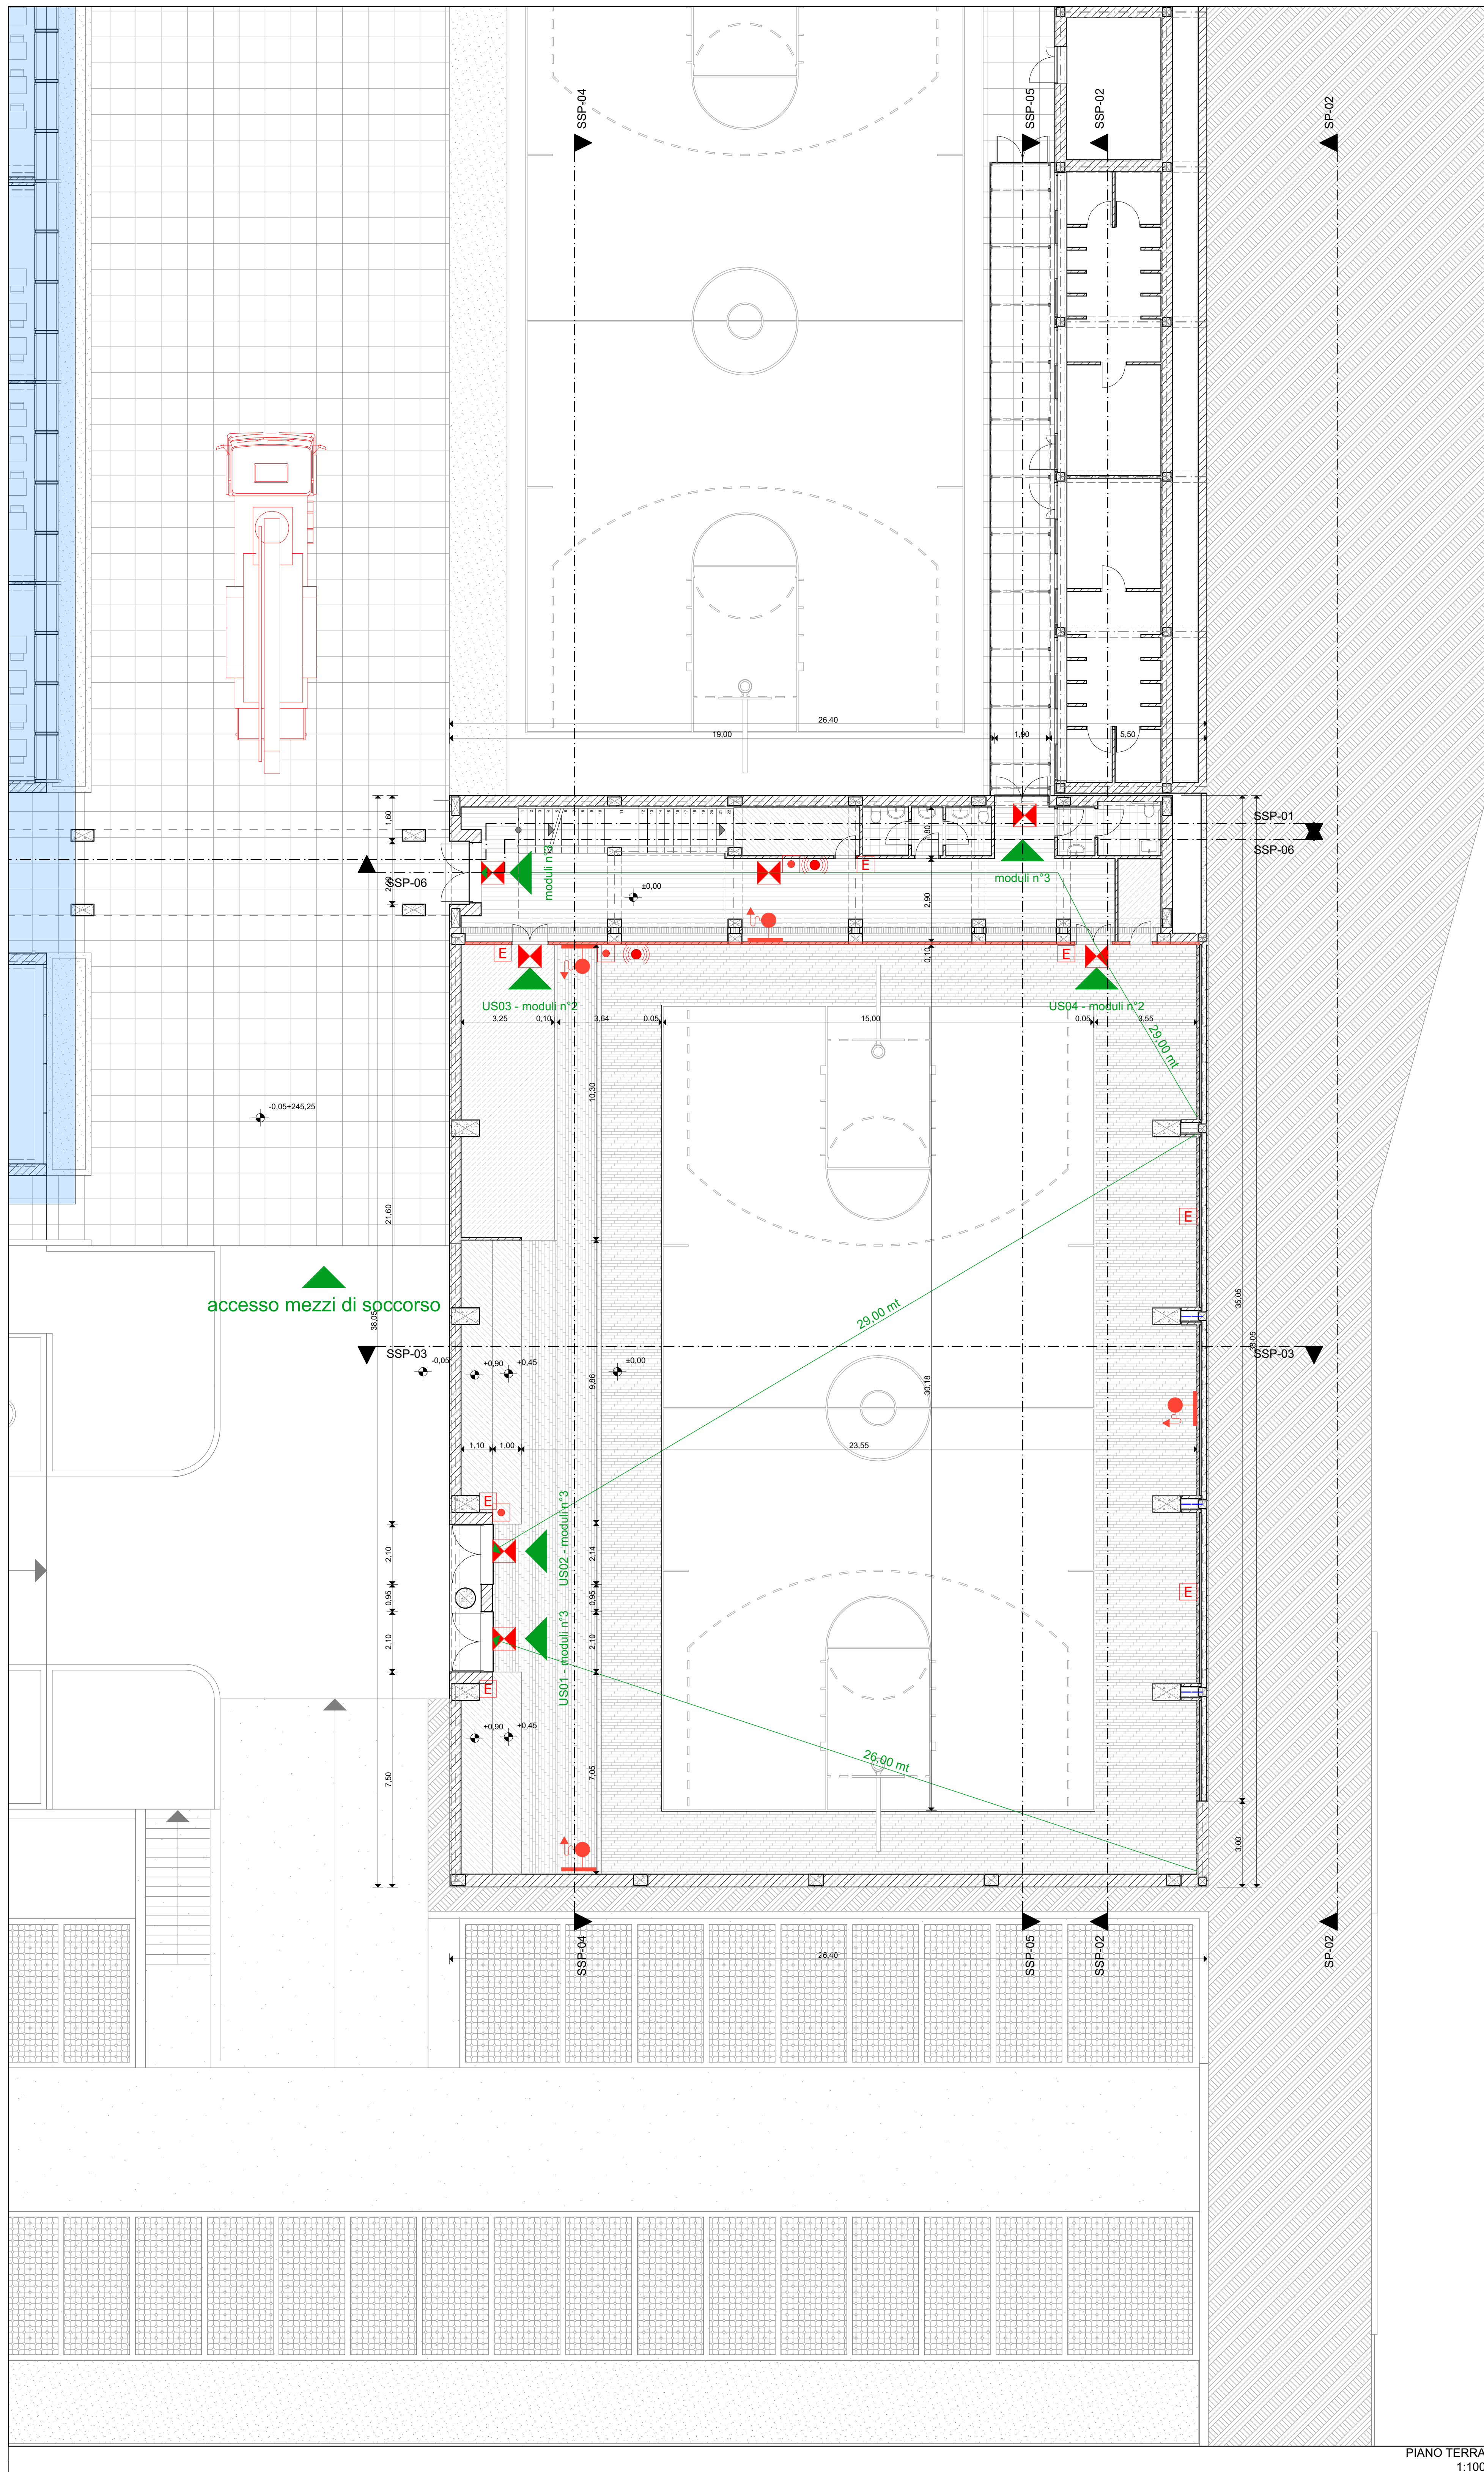 SSP-04
SSP-05
SSP-02
SP-02
26,40
19,00
1,90
5,50
1,60
SSP-01
SSP-06
SSP-06
moduli n°3
moduli n°3
1,80
E
±0,00
2,90
E
E
0,10
US03 - moduli n°2
US04 - moduli n°2
3,25
0,10
3,64
0,05
15,00
0,05
3,55
29,00 mt
10,30
-0,05+245,25
21,60
E
accesso mezzi di soccorso
38,05
29,00 mt
35,05
38,05
SSP-03
SSP-03
-0,05
+0,90
+0,45
±0,00
9,86
30,18
1,10
1,00
23,55
E
US02 - moduli n°3
2,10
2,14
0,95
0,95
E
2,10
2,10
US01 - moduli n°3
E
+0,90
+0,45
26,00 mt
7,50
7,05
3,00
SSP-04
SSP-05
SSP-02
SP-02
26,40
PIANO TERRA
1:100